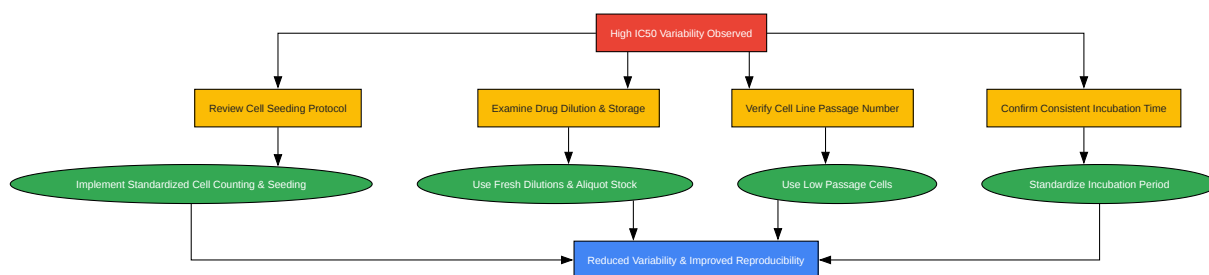 High IC50 Variability Observed
Review Cell Seeding Protocol
Examine Drug Dilution & Storage
Verify Cell Line Passage Number
Confirm Consistent Incubation Time
Implement Standardized Cell Counting & Seeding
Use Fresh Dilutions & Aliquot Stock
Use Low Passage Cells
Standardize Incubation Period
Reduced Variability & Improved Reproducibility